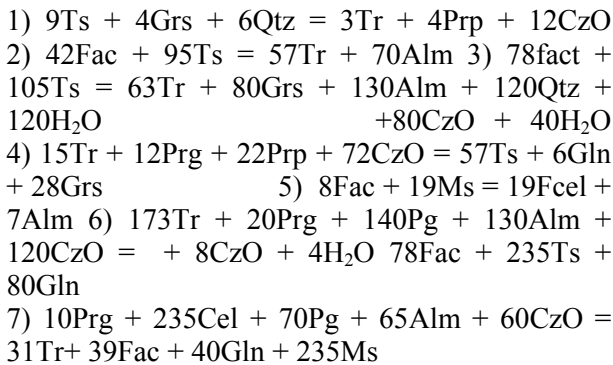 1) 9Ts + 4Grs + 6Qtz = 3Tr + 4Prp + 12CzO
2) 42Fac + 95Ts = 57Tr + 70Alm 3) 78fact +
105Ts = 63Tr + 80Grs + 130Alm + 120Qtz +
120H₂O +80CzO + 40H₂O
4) 15Tr + 12Prg + 22Prp + 72CzO = 57Ts + 6Gln
+ 28Grs 5) 8Fac + 19Ms = 19Fcel +
7Alm 6) 173Tr + 20Prg + 140Pg + 130Alm +
120CzO = + 8CzO + 4H₂O 78Fac + 235Ts +
80Gln
7) 10Prg + 235Cel + 70Pg + 65Alm + 60CzO =
31Tr+ 39Fac + 40Gln + 235Ms